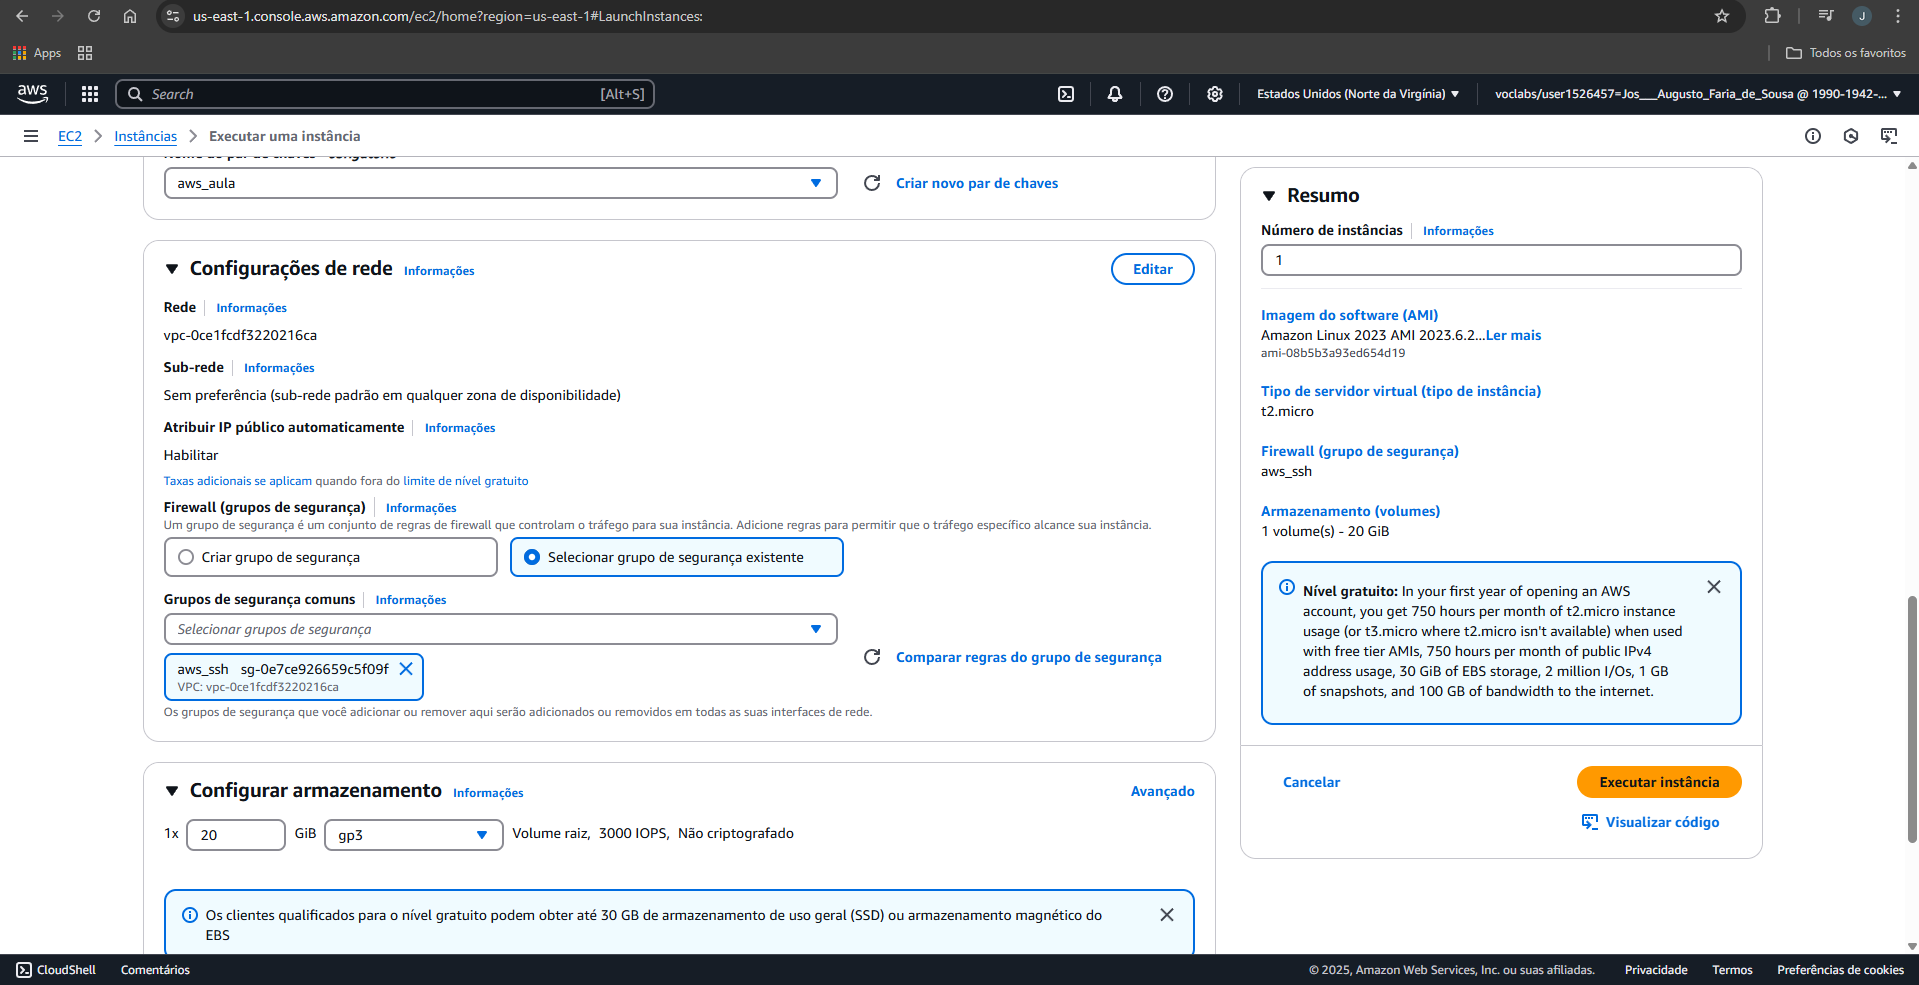 us-east-1.console.aws.amazon.com/ec2/home?region=us-east-1#LaunchInstances:
J
Apps
Todos os favoritos
aws
Search
[Alt+S]
Estados Unidos (Norte da Virgínia)
voclabs/user1526457=Jos___Augusto_Faria_de_Sousa @ 1990-1942-...
EC2
Instâncias
Executar uma instância
aws_aula
Criar novo par de chaves
Configurações de rede
Informações
Editar
Rede
Informações
vpc-0ce1fcdf3220216ca
Sub-rede
Informações
Sem preferência (sub-rede padrão em qualquer zona de disponibilidade)
Atribuir IP público automaticamente
Informações
Habilitar
Taxas adicionais se aplicam quando fora do limite de nível gratuito
Firewall (grupos de segurança)
Informações
Um grupo de segurança é um conjunto de regras de firewall que controlam o tráfego para sua instância. Adicione regras para permitir que o tráfego específico alcance sua instância.
Criar grupo de segurança
Selecionar grupo de segurança existente
Grupos de segurança comuns
Informações
Selecionar grupos de segurança
aws_ssh sg-0e7ce926659c5f09f
VPC: vpc-0ce1fcdf3220216ca
Comparar regras do grupo de segurança
Os grupos de segurança que você adicionar ou remover aqui serão adicionados ou removidos em todas as suas interfaces de rede.
Configurar armazenamento
Informações
Avançado
1x
20
GiB
gp3
Volume raiz, 3000 IOPS, Não criptografado
Os clientes qualificados para o nível gratuito podem obter até 30 GB de armazenamento de uso geral (SSD) ou armazenamento magnético do
EBS
Resumo
Número de instâncias
Informações
1
Imagem do software (AMI)
Amazon Linux 2023 AMI 2023.6.2...Ler mais
ami-08b5b3a93ed654d19
Tipo de servidor virtual (tipo de instância)
t2.micro
Firewall (grupo de segurança)
aws_ssh
Armazenamento (volumes)
1 volume(s) - 20 GiB
Nível gratuito: In your first year of opening an AWS
account, you get 750 hours per month of t2.micro instance
usage (or t3.micro where t2.micro isn't available) when used
with free tier AMIs, 750 hours per month of public IPv4
address usage, 30 GiB of EBS storage, 2 million I/Os, 1 GB
of snapshots, and 100 GB of bandwidth to the internet.
Cancelar
Executar instância
Visualizar código
CloudShell
Comentários
© 2025, Amazon Web Services, Inc. ou suas afiliadas.
Privacidade
Termos
Preferências de cookies